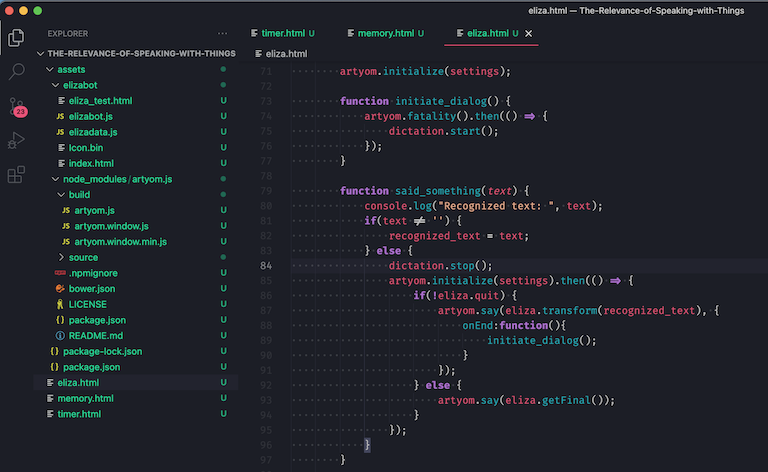 eliza.html — The-Relevance-of-Speaking-with-Things
EXPLORER
THE-RELEVANCE-OF-SPEAKING-WITH-THINGS
assets
elizabot
eliza_test.html U
JS elizabot.js U
JS elizadata.js U
Icon.bin U
index.html U
node_modules / artyom.js
build
JS artyom.js U
JS artyom.window.js U
JS artyom.window.min.js U
source
.npmignore U
bower.json U
LICENSE U
{} package.json U
README.md U
{} package-lock.json U
{} package.json U
eliza.html U
memory.html U
timer.html U
23
timer.html U memory.html U eliza.html U
eliza.html
71 artyom.initialize(settings);
72
73 function initiate_dialog() {
74 artyom.fatality().then(() => {
75 dictation.start();
76 });
77 }
78
79 function said_something(text) {
80 console.log("Recognized text: ", text);
81 if(text ≠ '') {
82 recognized_text = text;
83 } else {
84 dictation.stop();
85 artyom.initialize(settings).then(() => {
86 if(!eliza.quit) {
87 artyom.say(eliza.transform(recognized_text), {
88 onEnd:function(){
89 initiate_dialog();
90 }
91 });
92 } else {
93 artyom.say(eliza.getFinal());
94 }
95 });
96 }
97 }